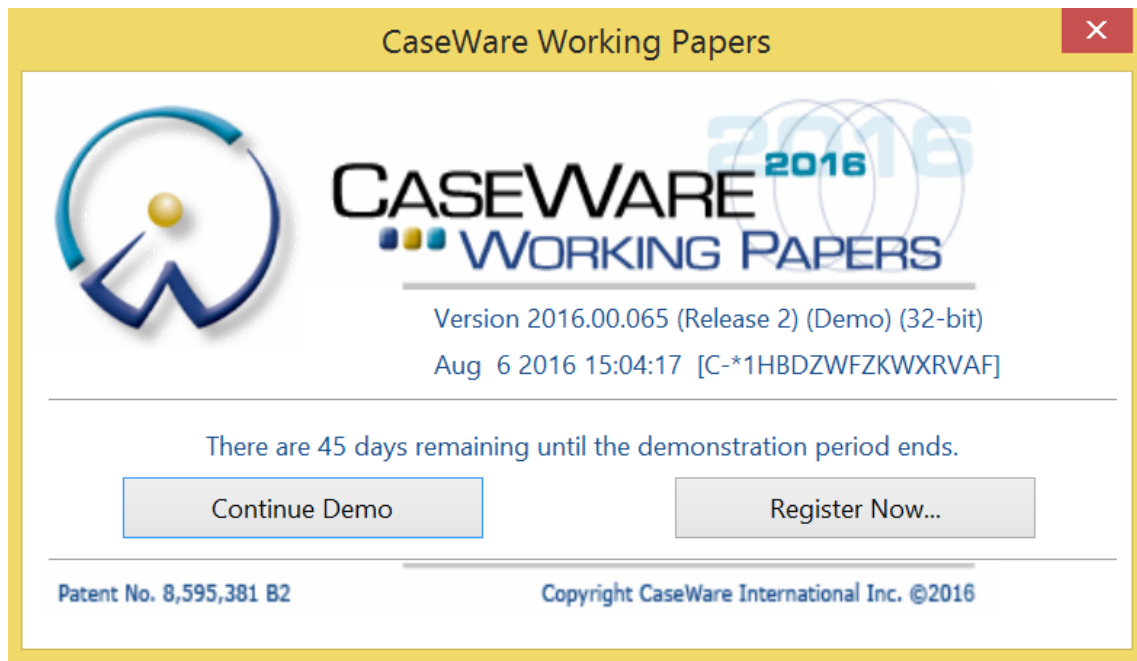 CaseWare Working Papers
2016
CASEWARE 2016
WORKING PAPERS
Version 2016.00.065 (Release 2) (Demo) (32-bit)
Aug  6 2016 15:04:17  [C-*1HBDZWFZKWXRVAF]
There are 45 days remaining until the demonstration period ends.
Continue Demo
Register Now...
Patent No. 8,595,381 B2
Copyright CaseWare International Inc. ©2016